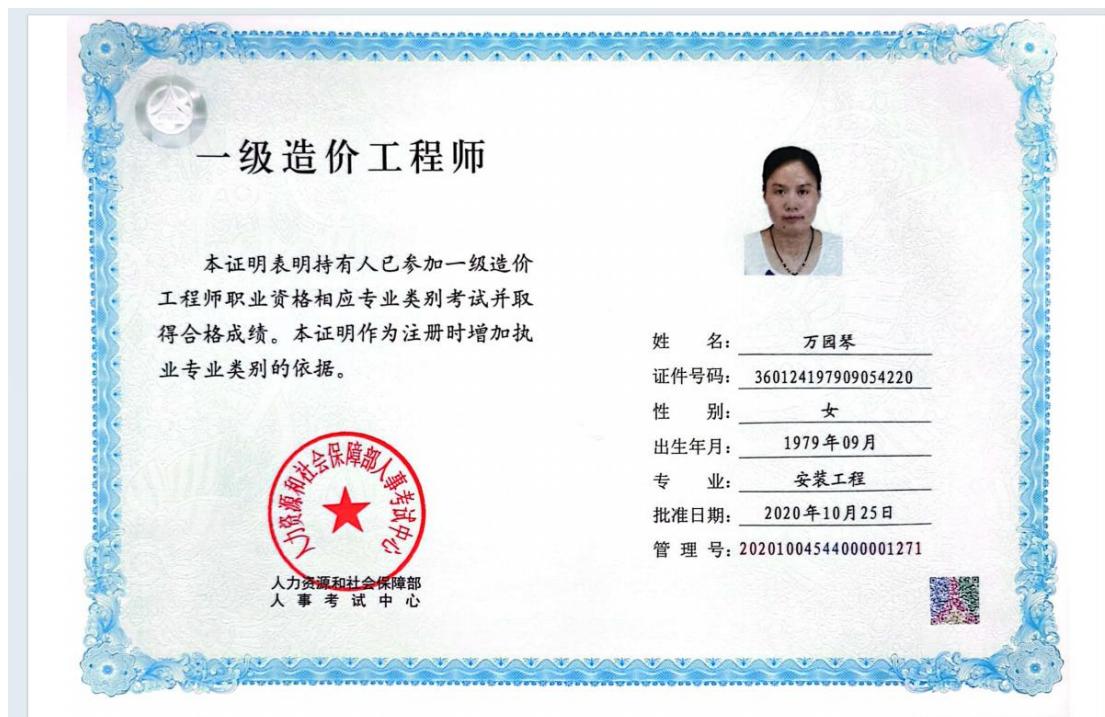 一级造价工程师
本证明表明持有人已参加一级造价
工程师职业资格相应专业类别考试并取
得合格成绩。本证明作为注册时增加执
业专业类别的依据。
人力资源和社会保障部人事考试中心
人力资源和社会保障部
人事考试中心
姓 名: 万园琴
证件号码: 360124197909054220
性 别: 女
出生年月: 1979年09月
专 业: 安装工程
批准日期: 2020年10月25日
管 理 号: 20201004544000001271